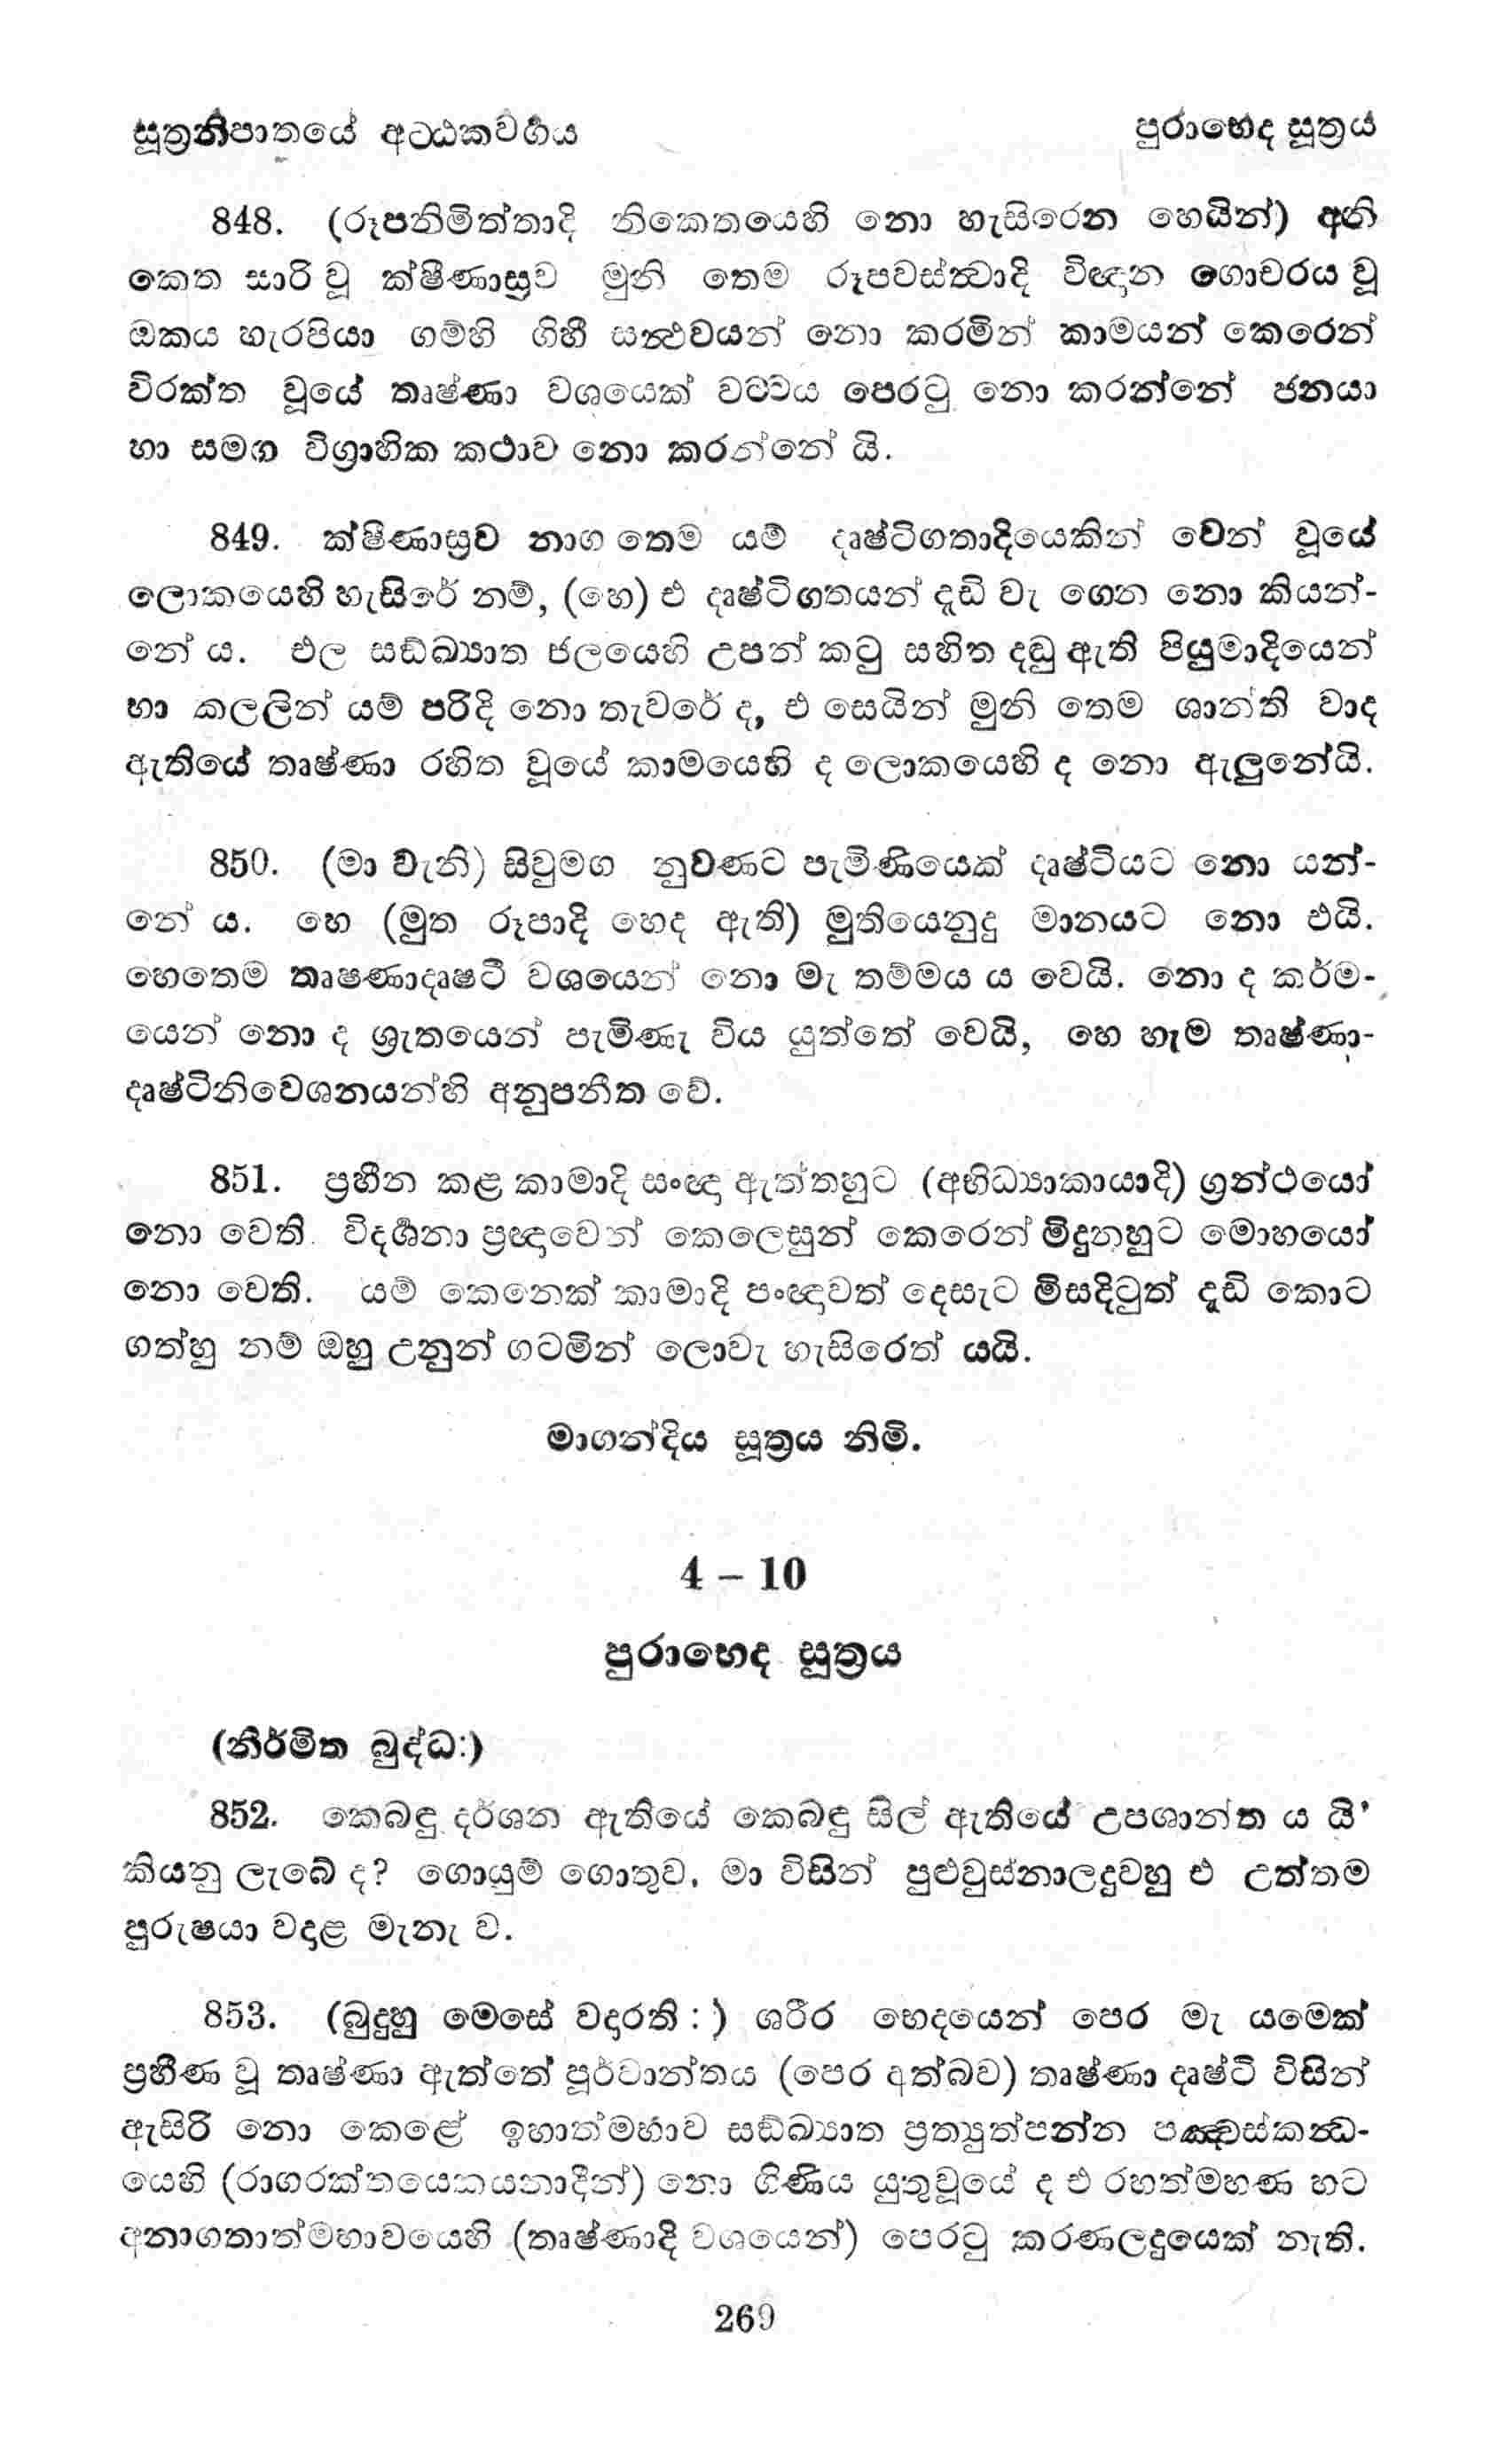 සූත්‍රනිපාතයේ අට්ඨකවර්‍ගය
පුරාභෙද සූත්‍රය
848. (රූපනිමිත්තාදි නිකෙතයෙහි නො හැසිරෙන හෙයින්) අනි
කෙත සාරි වූ ක්ෂීණාස්‍රව මුනි තෙම රූපවස්ත්‍වාදි විඥාන ගොචරය වූ
ඔකය හැරපියා ගම්හි ගිහි සන්‍ථවයන් නො කරමින් කාමයන් කෙරෙන්
විරක්ත වූයේ තෘෂ්ණා වශයෙක් වට්ටය පෙරටු නො කරන්නේ ජනයා
හා සමග විග්‍රාහික කථාව නො කරන්නේ යි.
849. ක්ෂීණාස්‍රව නාග තෙම යම් දෘෂ්ටිගතාදියෙකින් වෙන් වූයේ
ලොකයෙහි හැසිරේ නම්, (හෙ) එ දෘෂ්ටිගතයන් දැඩි වැ ගෙන නො කියන්-
නේ ය. එල සඞ්ඛ්‍යාත ජලයෙහි උපන් කටු සහිත දඬු ඇති පියුමාදියෙන්
හා කලලින් යම් පරිදි නො තැවරේ ද, එ සෙයින් මුනි තෙම ශාන්ති වාද
ඇතියේ තෘෂ්ණා රහිත වූයේ කාමයෙහි ද ලොකයෙහි ද නො ඇලුනේයි.
850. (මා වැනි) සිවුමග නුවණට පැමිණියෙක් දෘෂ්ටියට නො යන්-
නේ ය. හෙ (මුත රූපාදි භෙද ඇති) මුතියෙනුදු මානයට නො එයි.
හෙතෙම තෘෂණාදෘෂටි වශයෙන් නො මැ තම්මය ය වෙයි. නො ද කර්ම-
යෙන් නො ද ශ්‍රුතයෙන් පැමිණැ විය යුත්තේ වෙයි, හෙ හැම තෘෂ්ණා-
දෘෂ්ටිනිවෙශනයන්හි අනුපනීත වේ.
851. ප්‍රහීන කළ කාමාදි සංඥා ඇත්තහුට (අභිධ්‍යාකායාදි) ග්‍රන්ථයෝ
නො වෙති. විදර්‍ශනා ප්‍රඥාවෙන් කෙලෙසුන් කෙරෙන් මිදුනහුට මොහයෝ
නො වෙති. යම් කෙනෙක් කාමාදි පංඥාවත් දෙසැට මිසදිටුත් දැඩි කොට
ගත්හු නම් ඔහු උනුන් ගටමින් ලොවැ හැසිරෙත් යයි.
මාගන්දිය සූත්‍රය නිමි.
4 – 10
පුරාභෙද සූත්‍රය
(නිර්මිත බුද්ධ:)
852. කෙබඳු දර්ශන ඇතියේ කෙබඳු සිල් ඇතියේ උපශාන්ත ය යි'
කියනු ලැබේ ද? ගොයුම් ගොතුව, මා විසින් පුළුවුස්නාලදුවහු එ උත්තම
පුරුෂයා වදාළ මැනැ ව.
853. (බුදුහු මෙසේ වදාරති :) ශරීර භෙදයෙන් පෙර මැ යමෙක්
ප්‍රහීණ වූ තෘෂ්ණා ඇත්තේ පූර්වාන්තය (පෙර අත්බව) තෘෂ්ණා දෘෂ්ටි විසින්
ඇසිරි නො කෙළේ ඉහාත්මභාව සඞ්ඛ්‍යාත ප්‍රත්‍යුත්පන්න පඤ්චස්කන්‍ධ-
යෙහි (රාගරක්තයෙකයනාදීන්) නො ගිණිය යුතුවූයේ ද එ රහත්මහණ හට
අනාගතාත්මභාවයෙහි (තෘෂ්ණාදි වශයෙන්) පෙරටු කරණලදුයෙක් නැති.
269